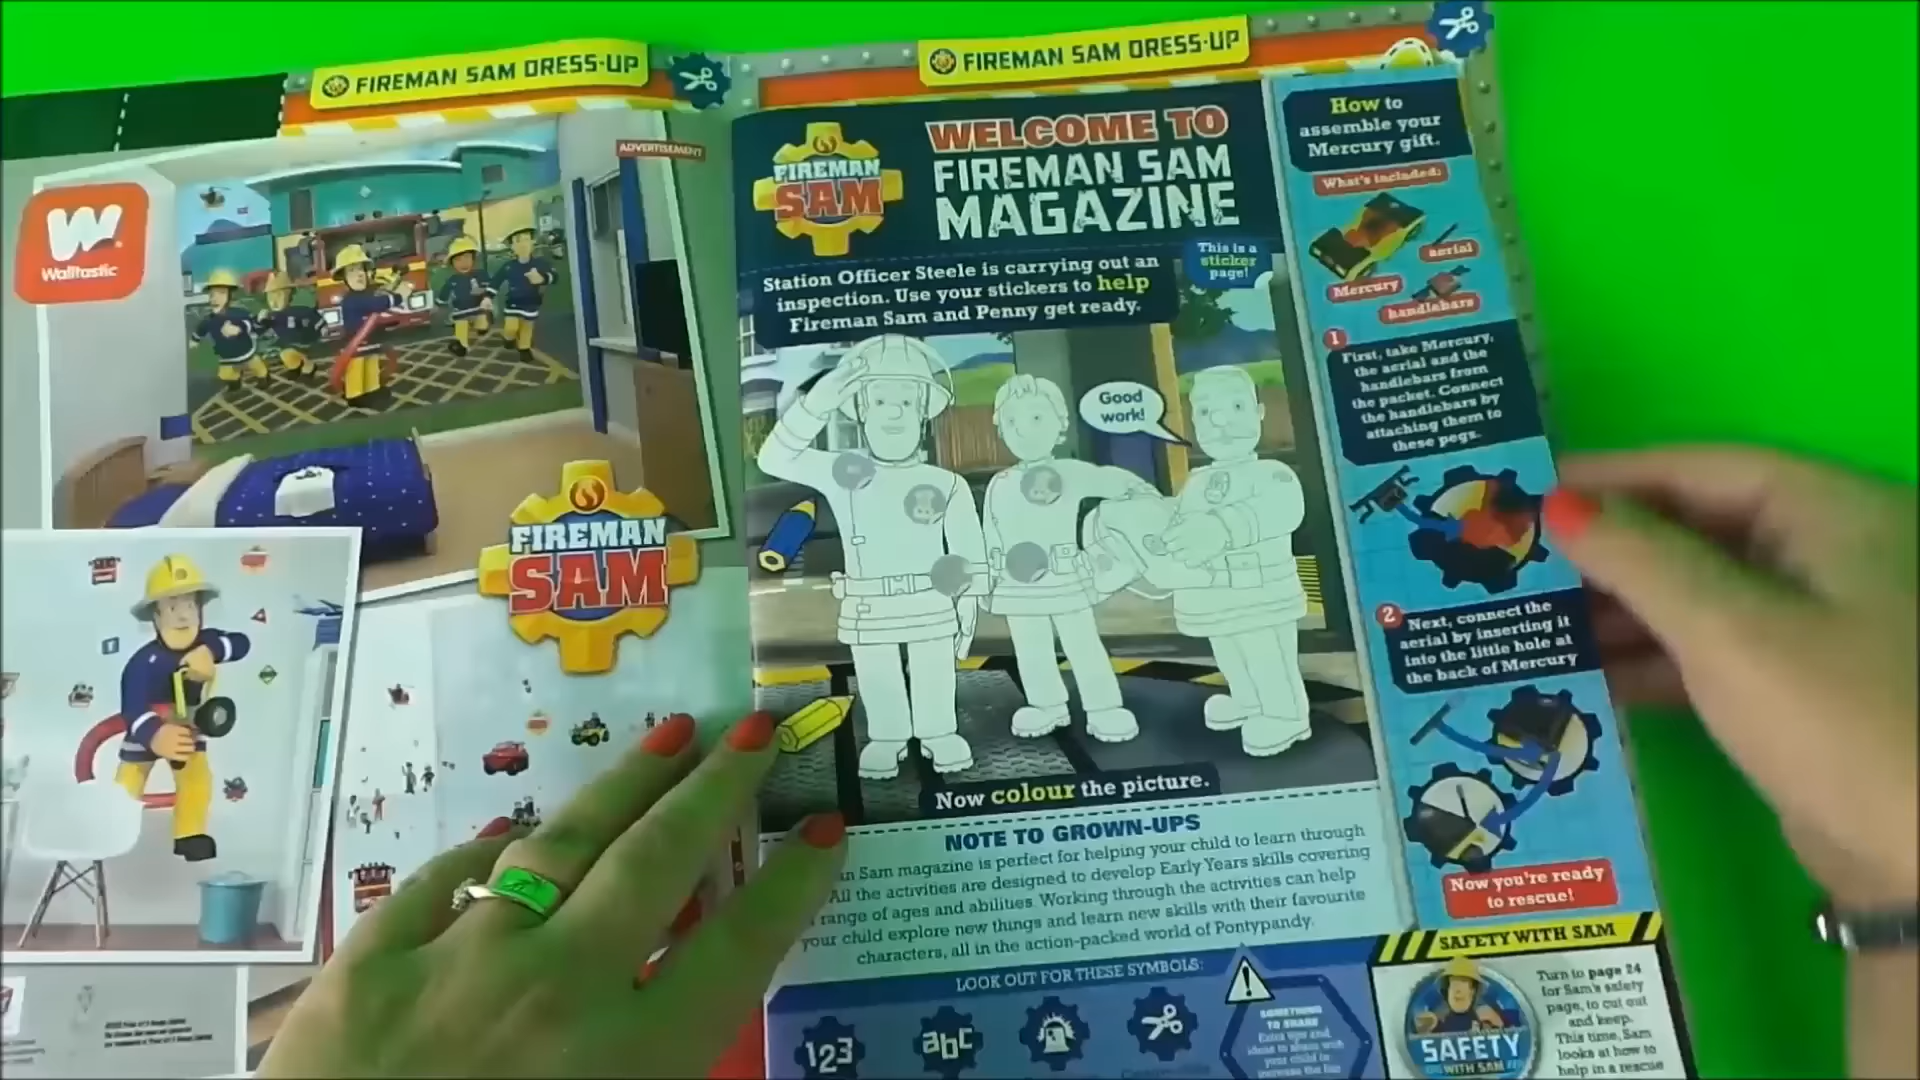 FIREMAN SAM DRESS-UP
ADVERTISEMENT
W
Walltastic
FIREMAN
SAM
FIREMAN SAM DRESS-UP
FIREMAN
SAM
WELCOME TO
FIREMAN SAM
MAGAZINE
This is a
sticker
page!
Station Officer Steele is carrying out an
inspection. Use your stickers to help
Fireman Sam and Penny get ready.
Good
work!
Now colour the picture.
NOTE TO GROWN-UPS
Sam magazine is perfect for helping your child to learn through
All the activities are designed to develop Early Years skills covering
range of ages and abilities. Working through the activities can help
your child explore new things and learn new skills with their favourite
characters, all in the action-packed world of Pontypandy.
LOOK OUT FOR THESE SYMBOLS:
123
abc
SOMETHING
TO SHARE
How to
assemble your
Mercury gift.
What's included:
aerial
Mercury
handlebars
1
First, take Mercury,
the aerial and the
handlebars from
the packet. Connect
the handlebars by
attaching them to
these pegs.
2
Next, connect the
aerial by inserting it
into the little hole at
the back of Mercury
Now you're ready
to rescue!
SAFETY WITH SAM
SAFETY
WITH SAM
Turn to page 24
for Sam's safety
page, to cut out
and keep.
This time, Sam
looks at how to
help in a rescue